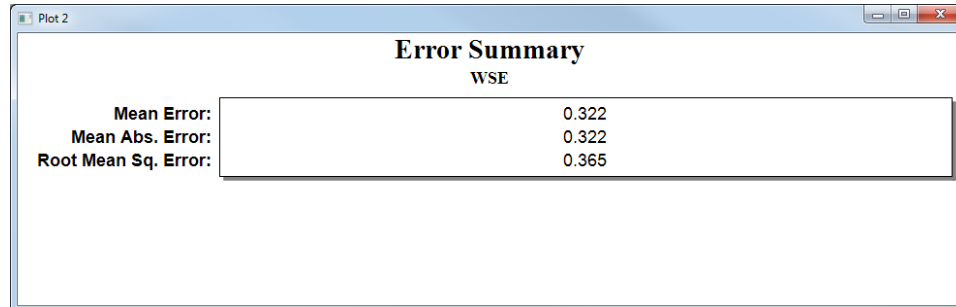 Plot 2
Error Summary
WSE
Mean Error: 0.322
Mean Abs. Error: 0.322
Root Mean Sq. Error: 0.365